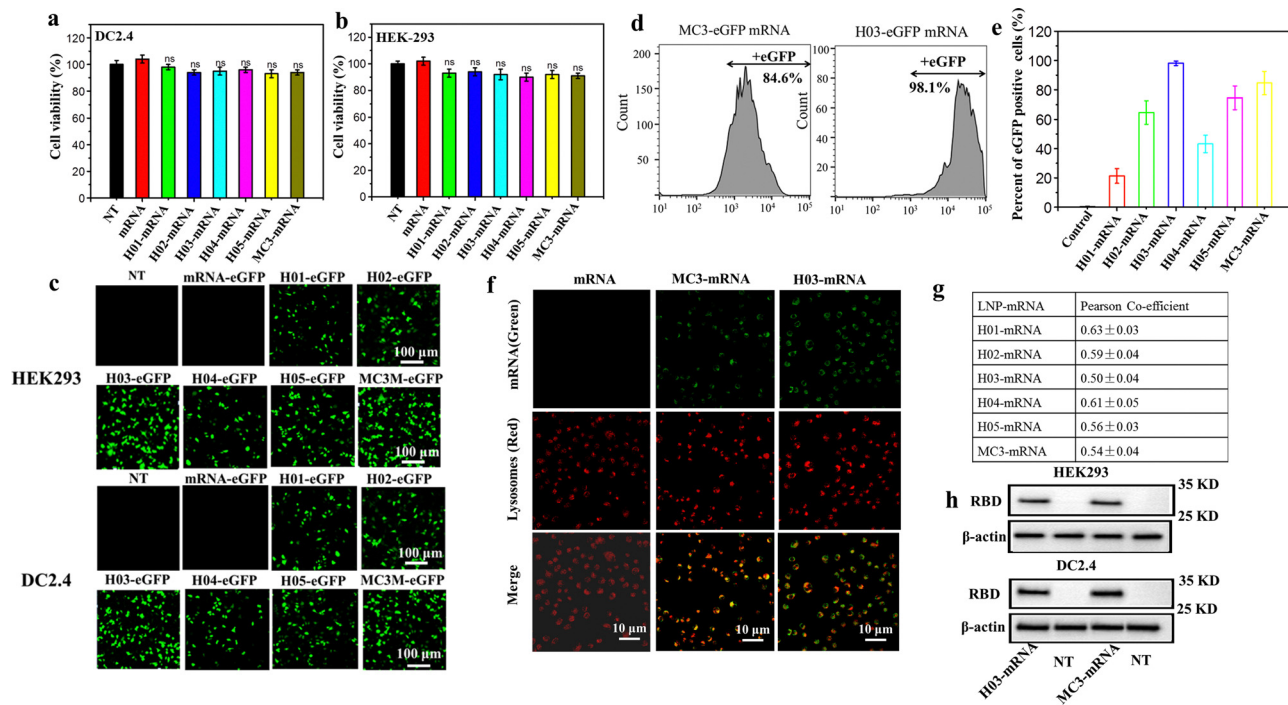 a
DC2.4
Cell viability (%)
120
100
80
60
40
20
0
ns ns ns ns ns ns
NT mRNA H01-mRNA H02-mRNA H03-mRNA H04-mRNA H05-mRNA MC3-mRNA
b
HEK-293
Cell viability (%)
120
100
80
60
40
20
0
ns ns ns ns ns ns
NT mRNA H01-mRNA H02-mRNA H03-mRNA H04-mRNA H05-mRNA MC3-mRNA
d
MC3-eGFP mRNA
+eGFP
84.6%
Count
200
150
100
50
0
10¹ 10² 10³ 10⁴ 10⁵
H03-eGFP mRNA
+eGFP
98.1%
Count
100
80
60
40
20
0
10¹ 10² 10³ 10⁴ 10⁵
e
Percent of eGFP positive cells (%)
120
100
80
60
40
20
0
Control H01-mRNA H02-mRNA H03-mRNA H04-mRNA H05-mRNA MC3-mRNA
c
NT mRNA-eGFP H01-eGFP H02-eGFP
100 μm
HEK293
H03-eGFP H04-eGFP H05-eGFP MC3M-eGFP
100 μm
NT mRNA-eGFP H01-eGFP H02-eGFP
100 μm
DC2.4
H03-eGFP H04-eGFP H05-eGFP MC3M-eGFP
100 μm
f
mRNA MC3-mRNA H03-mRNA
mRNA(Green)
Lysosomes (Red)
Merge
10 μm 10 μm 10 μm
g
LNP-mRNA Pearson Co-efficient
H01-mRNA 0.63±0.03
H02-mRNA 0.59±0.04
H03-mRNA 0.50±0.04
H04-mRNA 0.61±0.05
H05-mRNA 0.56±0.03
MC3-mRNA 0.54±0.04
h
HEK293
RBD
35 KD
25 KD
β-actin
DC2.4
RBD
35 KD
25 KD
β-actin
H03-mRNA NT MC3-mRNA NT